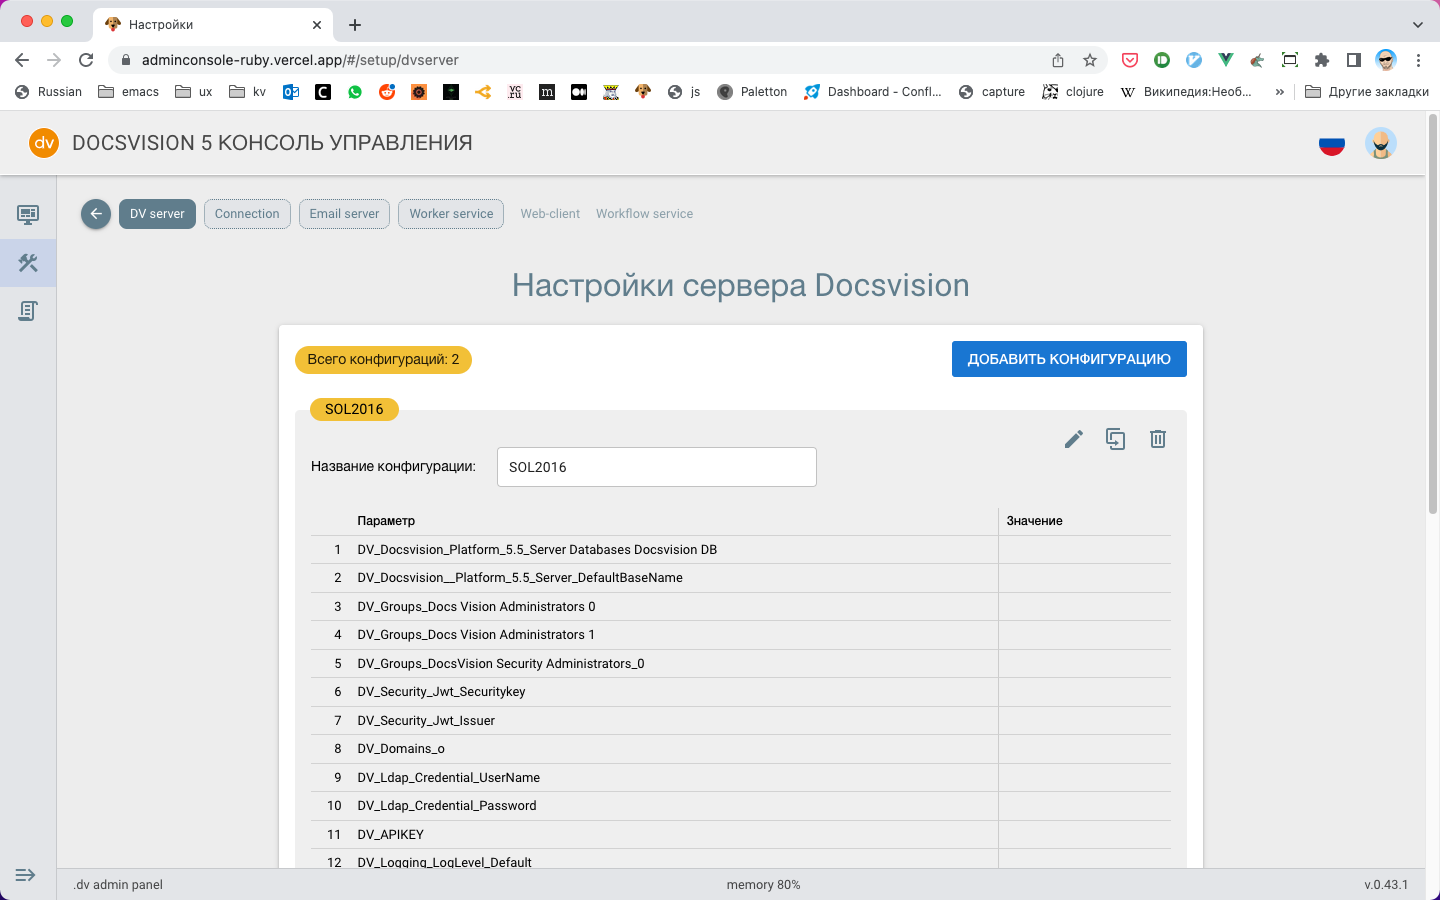 Настройки
adminconsole-ruby.vercel.app/#/setup/dvserver
Russian emacs ux kv js Paletton Dashboard - Confl... capture clojure Википедия:Необ... » Другие закладки
dv DOCSVISION 5 КОНСОЛЬ УПРАВЛЕНИЯ
DV server Connection Email server Worker service Web-client Workflow service
Настройки сервера Docsvision
Всего конфигураций: 2
ДОБАВИТЬ КОНФИГУРАЦИЮ
SOL2016
Название конфигурации: SOL2016
Параметр Значение
1 DV_Docsvision_Platform_5.5_Server Databases Docsvision DB
2 DV_Docsvision__Platform_5.5_Server_DefaultBaseName
3 DV_Groups_Docs Vision Administrators 0
4 DV_Groups_Docs Vision Administrators 1
5 DV_Groups_DocsVision Security Administrators_0
6 DV_Security_Jwt_Securitykey
7 DV_Security_Jwt_Issuer
8 DV_Domains_o
9 DV_Ldap_Credential_UserName
10 DV_Ldap_Credential_Password
11 DV_APIKEY
12 DV_Logging_LogLevel_Default
.dv admin panel memory 80% v.0.43.1